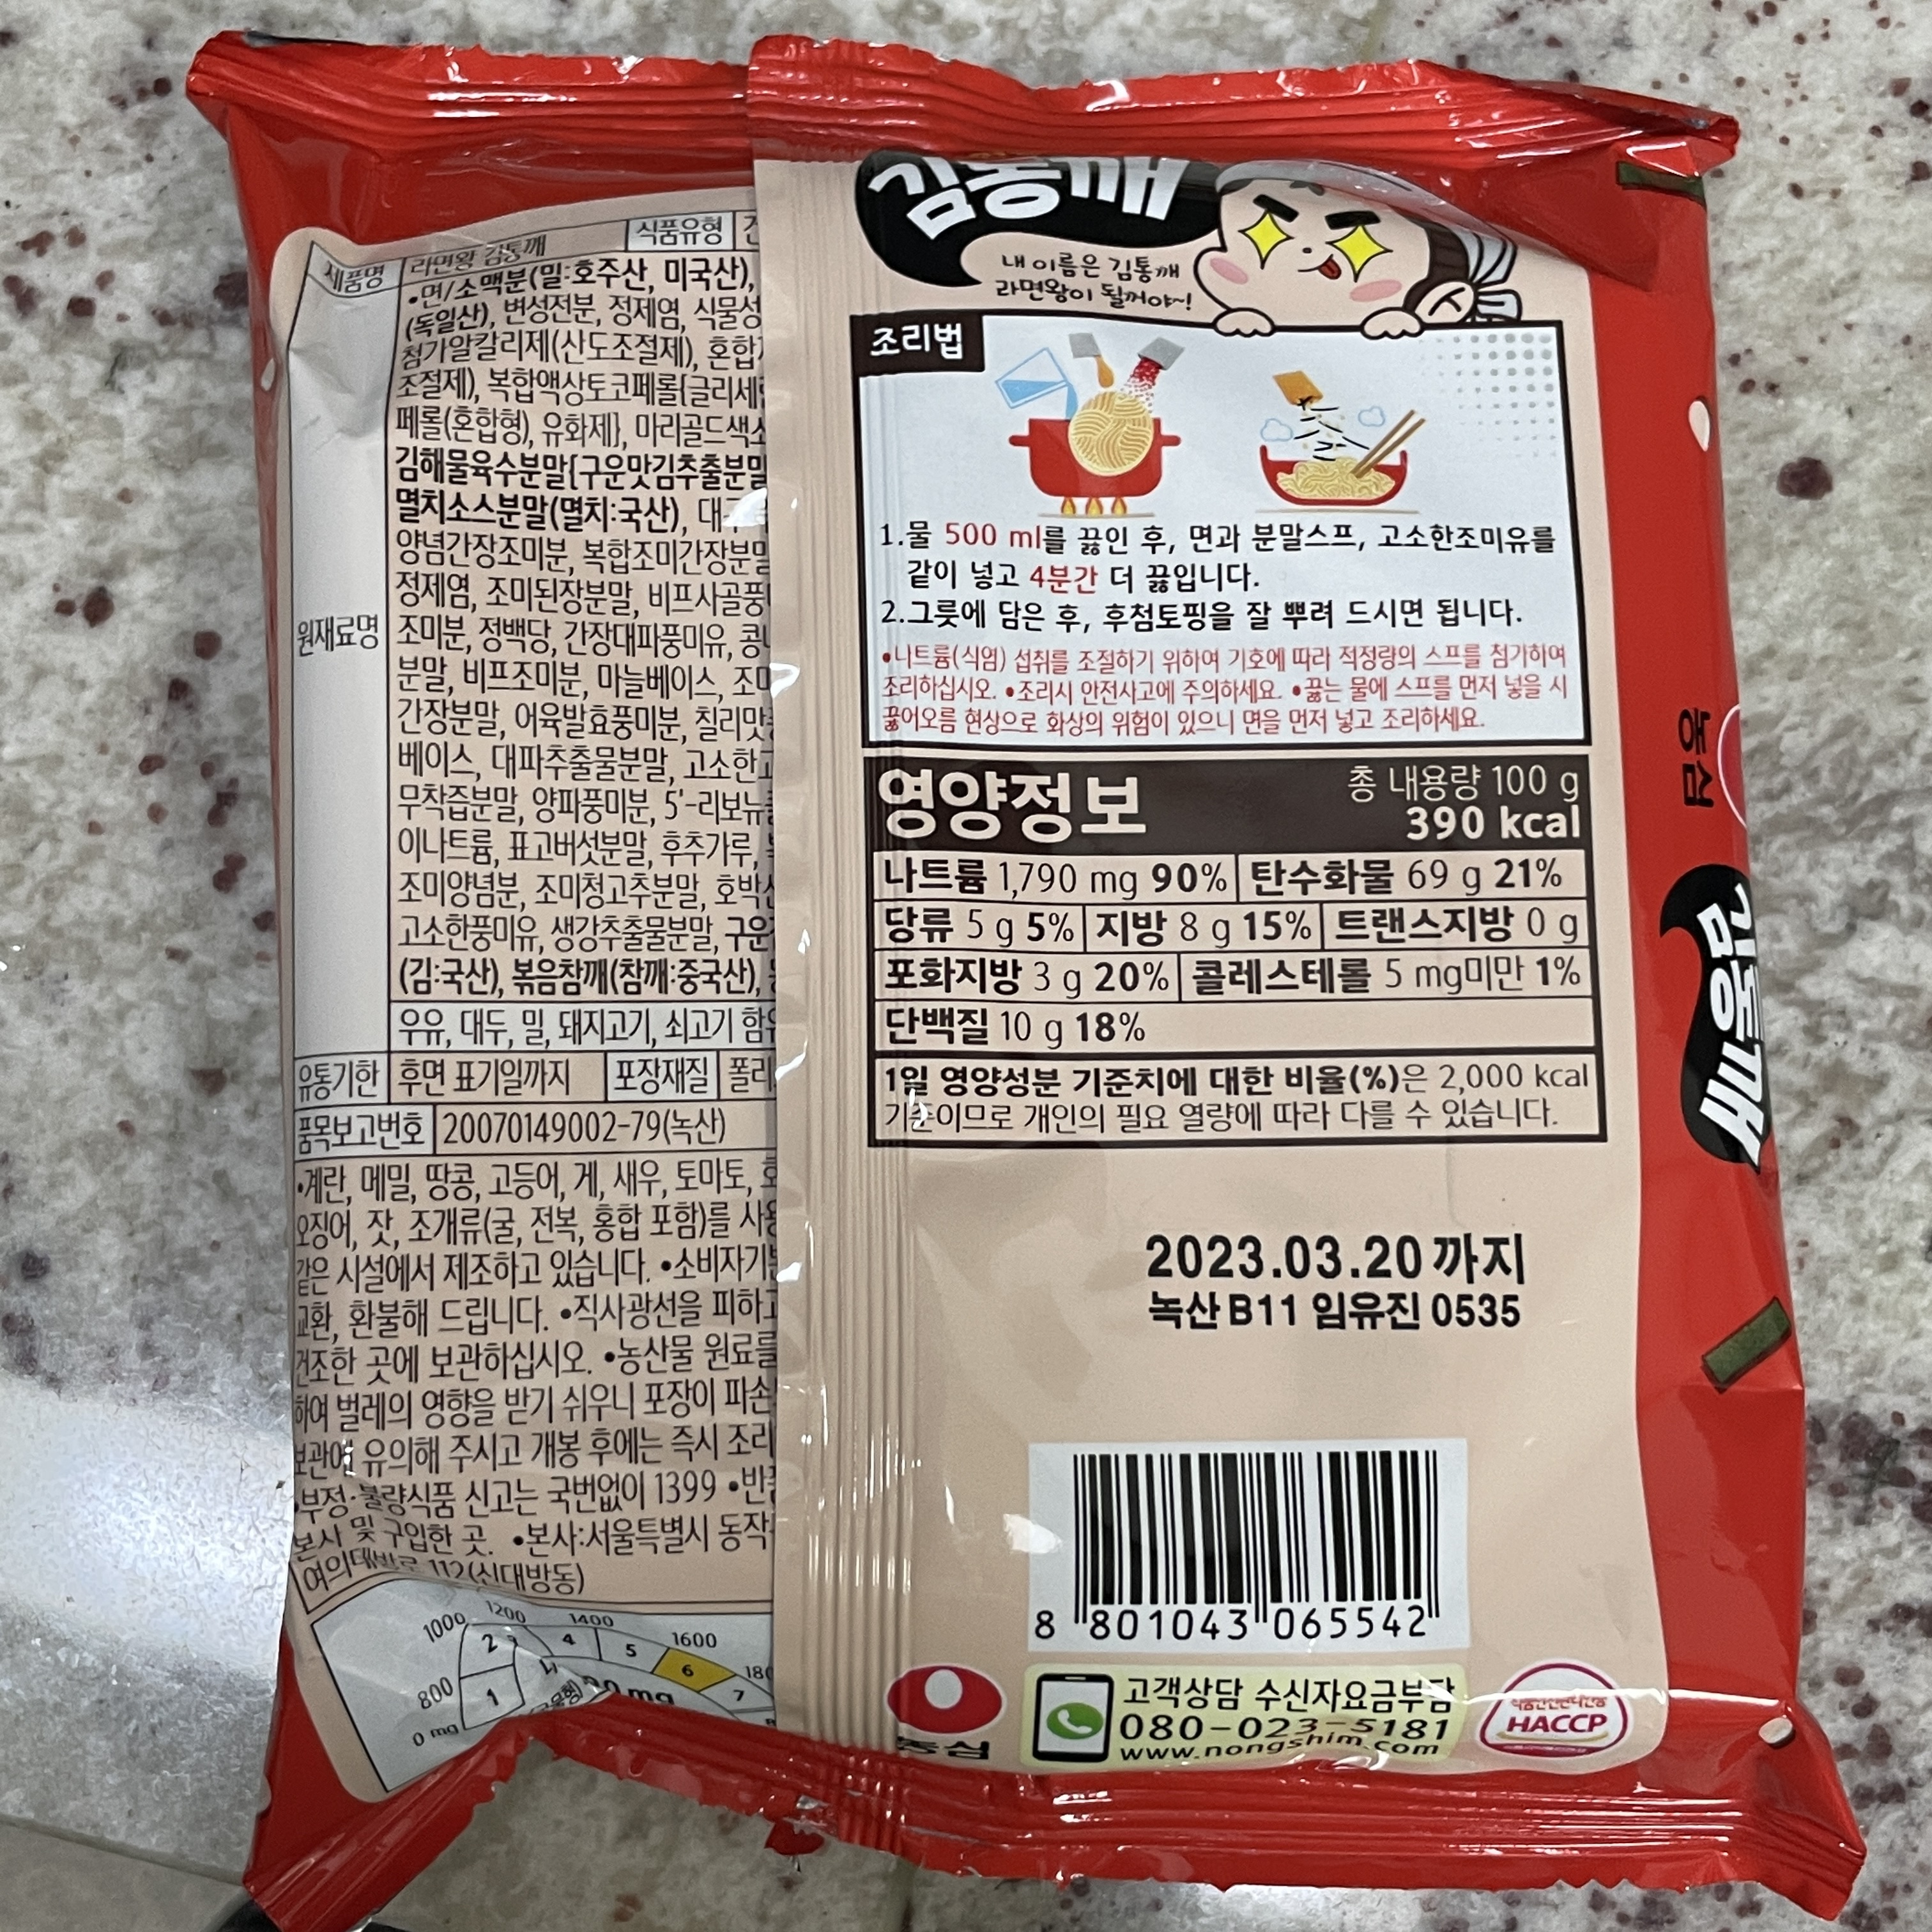 제품명 라면왕 김통깨 식품유형
•면/소맥분(밀:호주산, 미국산),
(독일산), 변성전분, 정제염, 식물성
첨가알칼리제(산도조절제), 혼합
조절제), 복합액상토코페롤{글리세
페롤(혼합형), 유화제}, 마리골드색소
김해물육수분말{구운맛김추출분말
멸치소스분말(멸치:국산), 대구
양념간장조미분, 복합조미간장분말
정제염, 조미된장분말, 비프사골풍
원재료명 조미분, 정백당, 간장대파풍미유, 콩
분말, 비프조미분, 마늘베이스, 조미
간장분말, 어육발효풍미분, 칠리맛
베이스, 대파추출물분말, 고소한
무착즙분말, 양파풍미분, 5'-리보뉴
이나트륨, 표고버섯분말, 후추가루,
조미양념분, 조미청고추분말, 호박
고소한풍미유, 생강추출물분말, 구운
(김:국산), 볶음참깨(참깨:중국산),
우유, 대두, 밀, 돼지고기, 쇠고기 함유
유통기한 후면 표기일까지 포장재질 폴리
품목보고번호 20070149002-79(녹산)
•계란, 메밀, 땅콩, 고등어, 게, 새우, 토마토,
오징어, 잣, 조개류(굴, 전복, 홍합 포함)를 사용
같은 시설에서 제조하고 있습니다. •소비자기
교환, 환불해 드립니다. •직사광선을 피하고
건조한 곳에 보관하십시오. •농산물 원료를
하여 벌레의 영향을 받기 쉬우니 포장이 파손
보관에 유의해 주시고 개봉 후에는 즉시 조리
•부정·불량식품 신고는 국번없이 1399 •반품
본사 및 구입한 곳. •본사:서울특별시 동작
여의대방로 112(신대방동)
0 mg 800 1000 1200 1400 1600
1 2 3 4 5 6 7
김통깨
내 이름은 김통깨
라면왕이 될꺼야~!
조리법
1.물 500 ml를 끓인 후, 면과 분말스프, 고소한조미유를
같이 넣고 4분간 더 끓입니다.
2.그릇에 담은 후, 후첨토핑을 잘 뿌려 드시면 됩니다.
•나트륨(식염) 섭취를 조절하기 위하여 기호에 따라 적정량의 스프를 첨가하여
조리하십시오. •조리시 안전사고에 주의하세요. •끓는 물에 스프를 먼저 넣을 시
끓어오름 현상으로 화상의 위험이 있으니 면을 먼저 넣고 조리하세요.
영양정보 총 내용량 100 g
390 kcal
나트륨 1,790 mg 90% 탄수화물 69 g 21%
당류 5 g 5% 지방 8 g 15% 트랜스지방 0 g
포화지방 3 g 20% 콜레스테롤 5 mg미만 1%
단백질 10 g 18%
1일 영양성분 기준치에 대한 비율(%)은 2,000 kcal
기준이므로 개인의 필요 열량에 따라 다를 수 있습니다.
2023.03.20 까지
녹산 B11 임유진 0535
8 801043 065542
농심
고객상담 수신자요금부담
080-023-5181
www.nongshim.com
HACCP
농심
김통깨